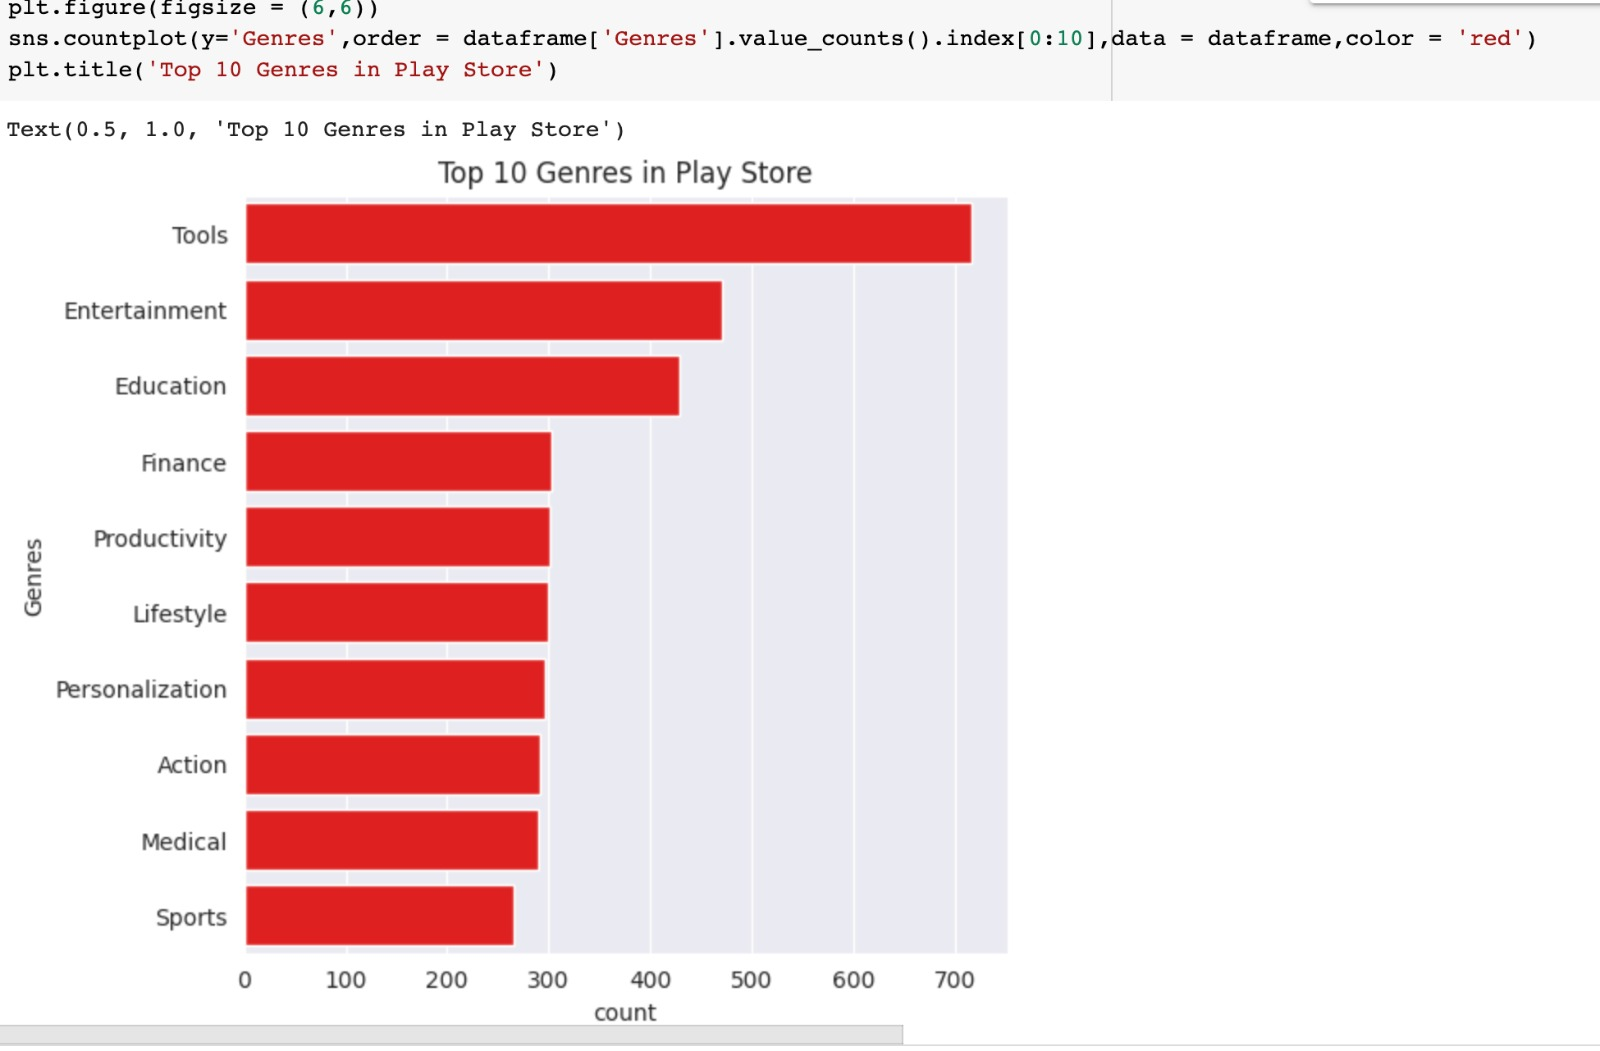 plt.figure(figsize = (6,6))
sns.countplot(y='Genres',order = dataframe['Genres'].value_counts().index[0:10],data = dataframe,color = 'red')
plt.title('Top 10 Genres in Play Store')
Text(0.5, 1.0, 'Top 10 Genres in Play Store')
Top 10 Genres in Play Store
Tools
Entertainment
Education
Finance
Productivity
Lifestyle
Personalization
Action
Medical
Sports
Genres
0 100 200 300 400 500 600 700
count